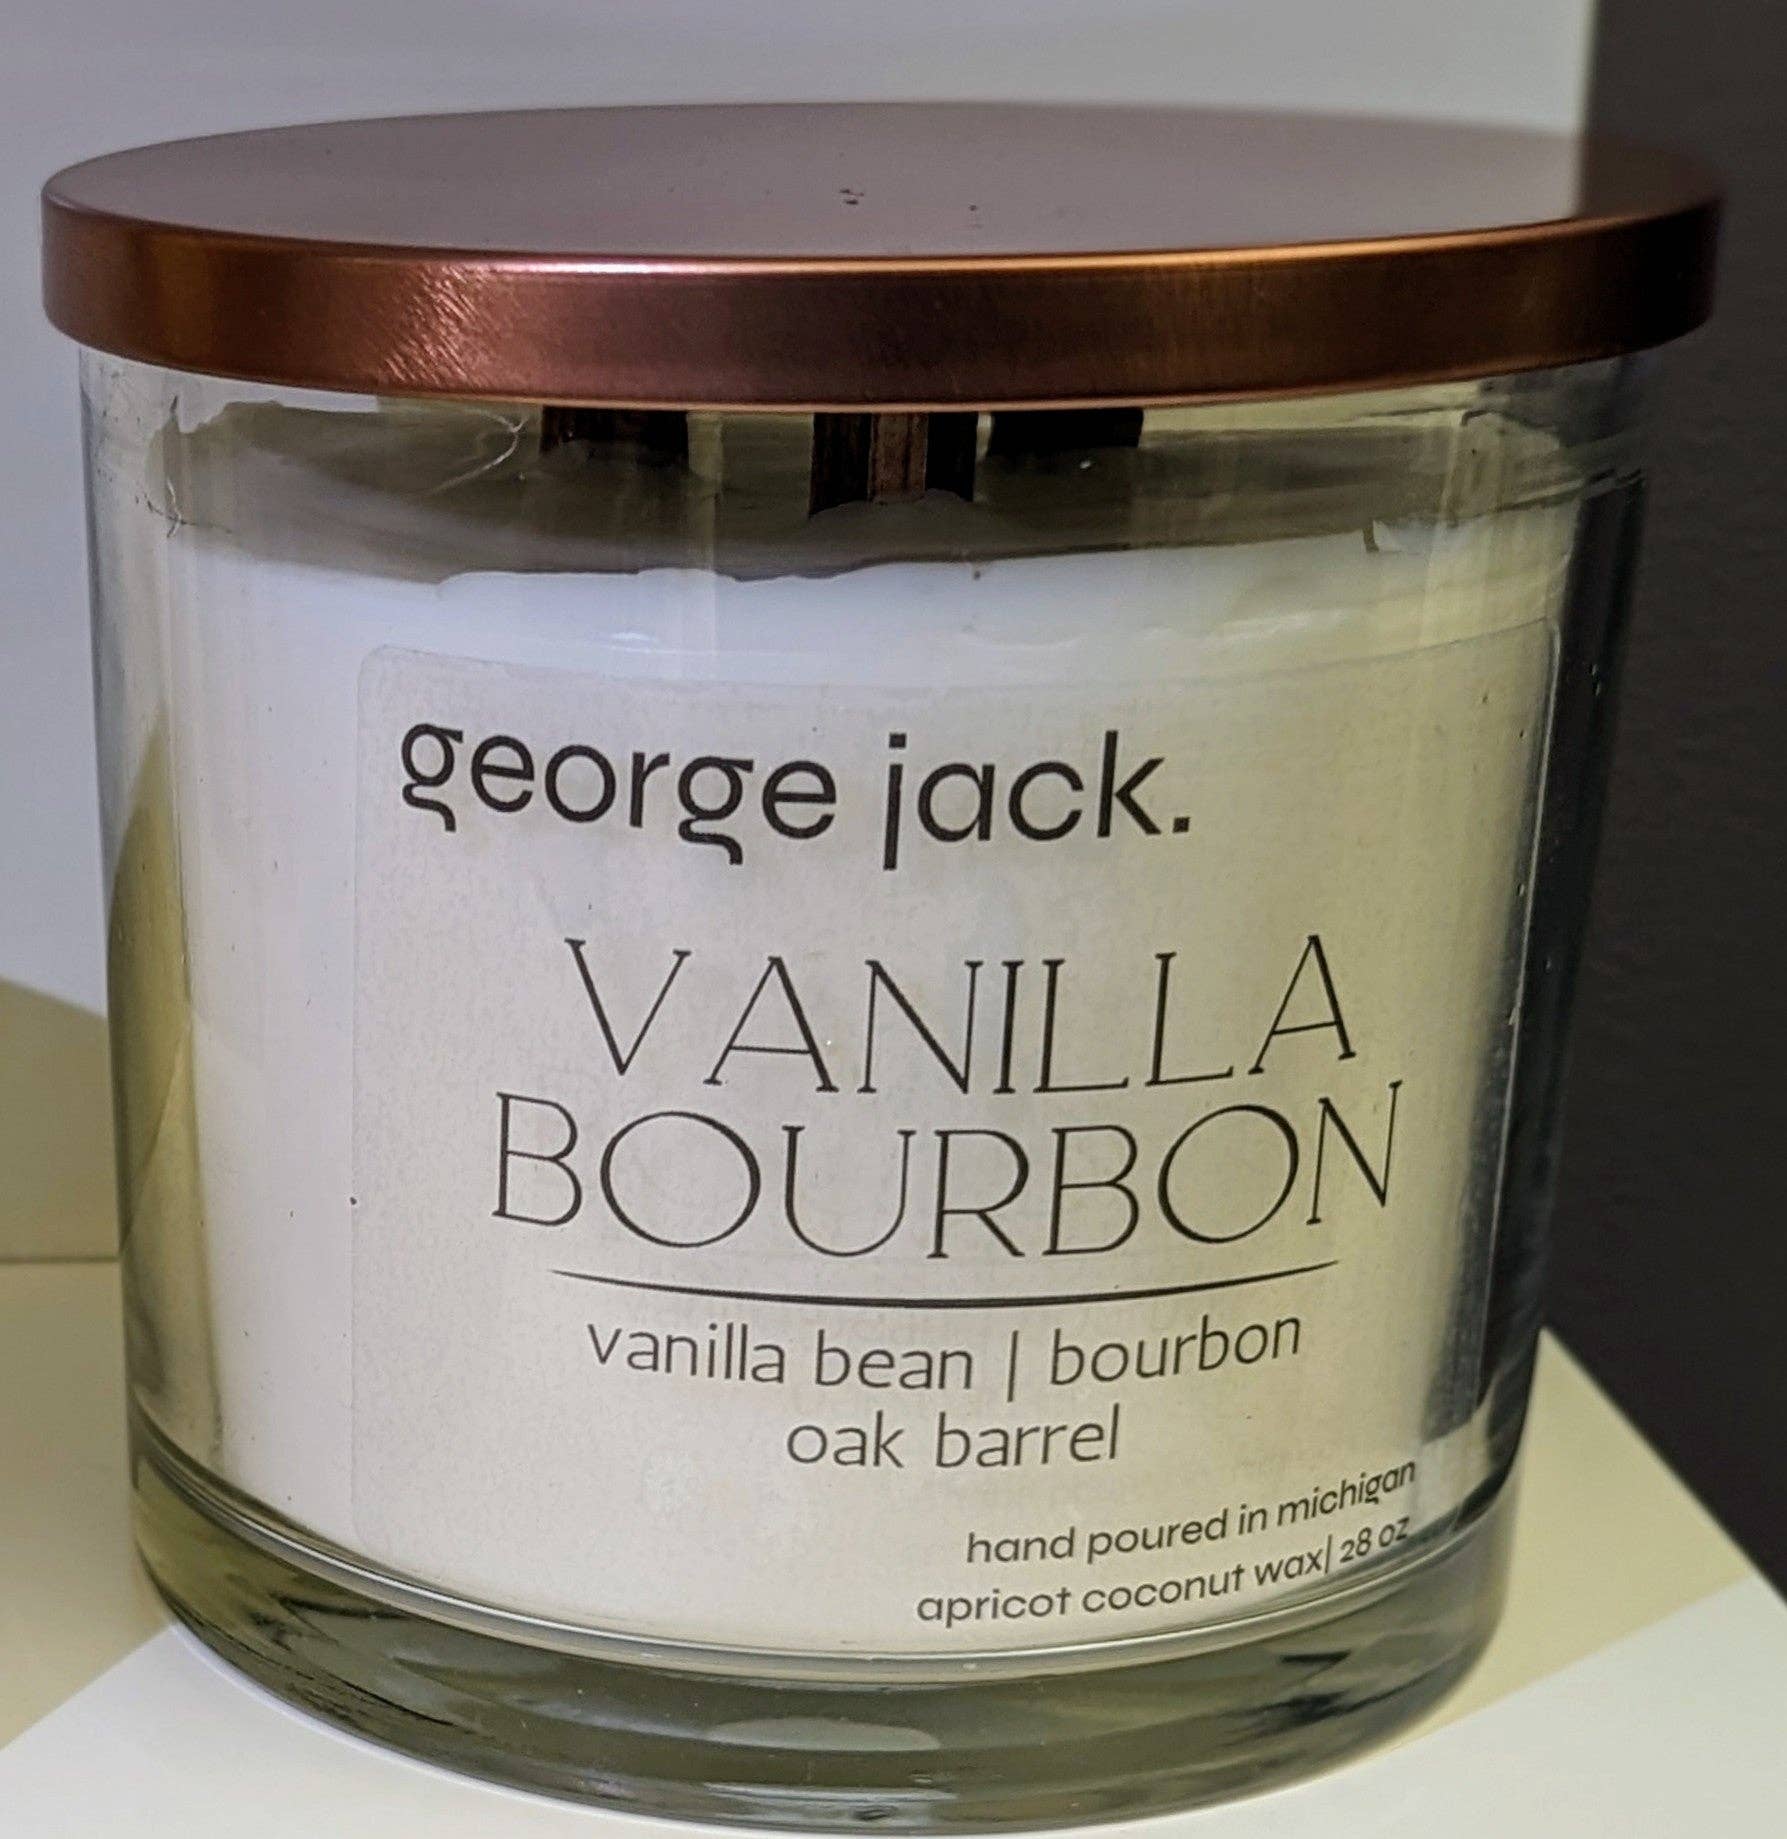 george jack.
VANILLA
BOURBON
vanilla bean | bourbon
oak barrel
hand poured in michigan
apricot coconut wax| 28 oz